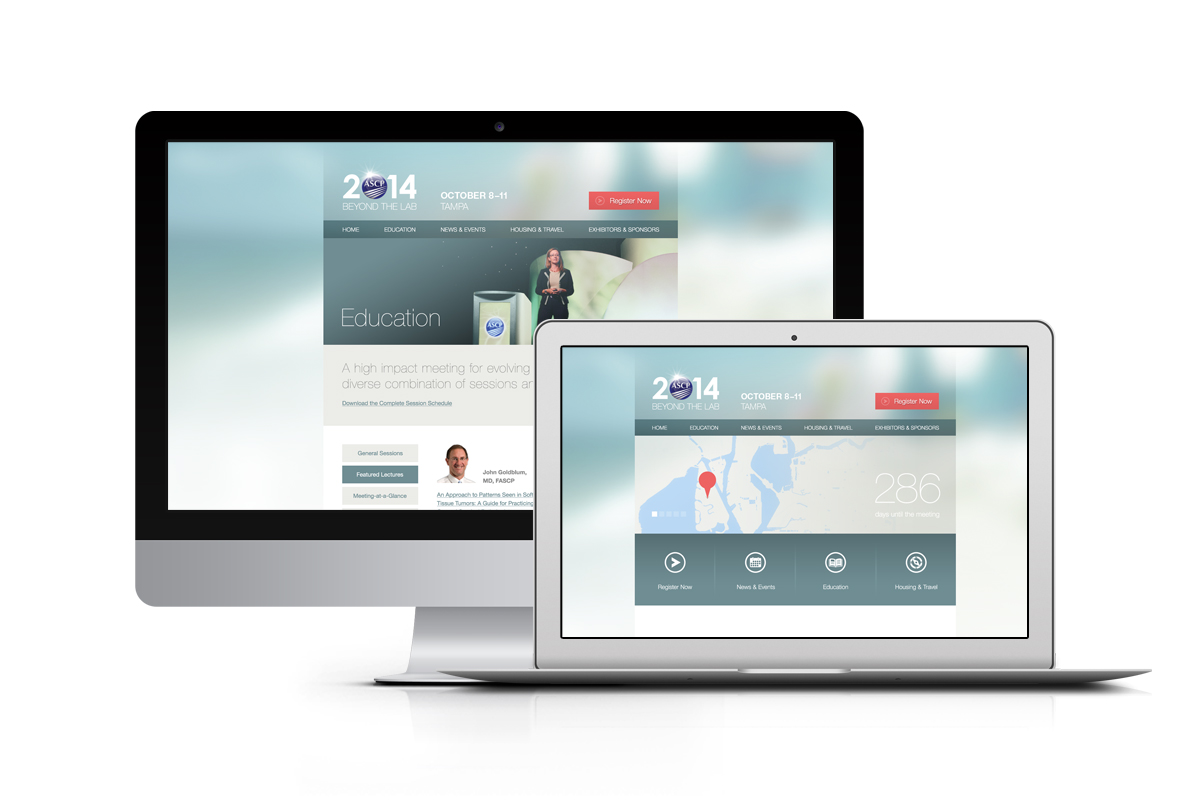 2014
ASCP
BEYOND THE LAB
OCTOBER 8–11
TAMPA
Register Now
HOME
EDUCATION
NEWS & EVENTS
HOUSING & TRAVEL
EXHIBITORS & SPONSORS
ASCP
Education
A high impact meeting for evolving
diverse combination of sessions an
Download the Complete Session Schedule
General Sessions
Featured Lectures
Meeting-at-a-Glance
John Goldblum,
MD, FASCP
An Approach to Patterns Seen in Soft
Tissue Tumors: A Guide for Practicing
2014
ASCP
BEYOND THE LAB
OCTOBER 8–11
TAMPA
Register Now
HOME
EDUCATION
NEWS & EVENTS
HOUSING & TRAVEL
EXHIBITORS & SPONSORS
286
days until the meeting
Register Now
News & Events
Education
Housing & Travel